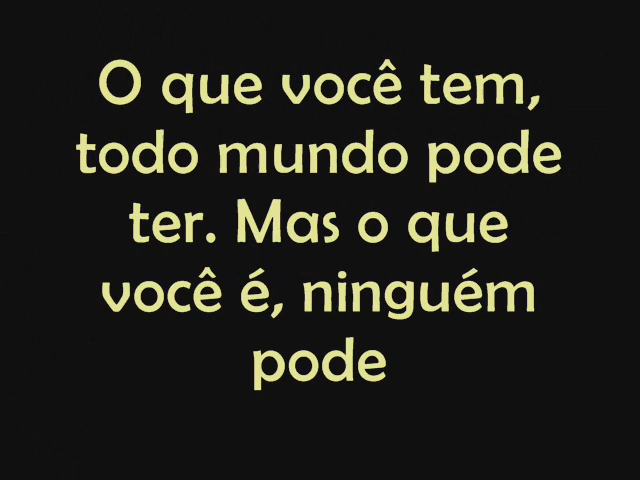 O que você tem,
todo mundo pode
ter. Mas o que
você é, ninguém
pode